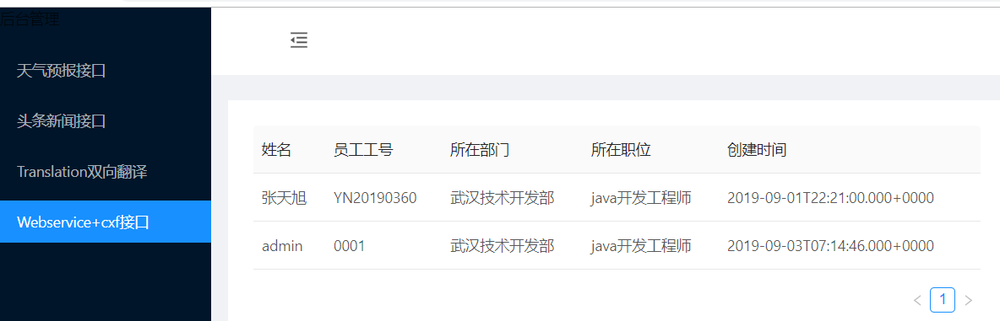 后台管理
天气预报接口
头条新闻接口
Translation双向翻译
Webservice+cxf接口
姓名 员工工号 所在部门 所在职位 创建时间
张天旭 YN20190360 武汉技术开发部 java开发工程师 2019-09-01T22:21:00.000+0000
admin 0001 武汉技术开发部 java开发工程师 2019-09-03T07:14:46.000+0000
1